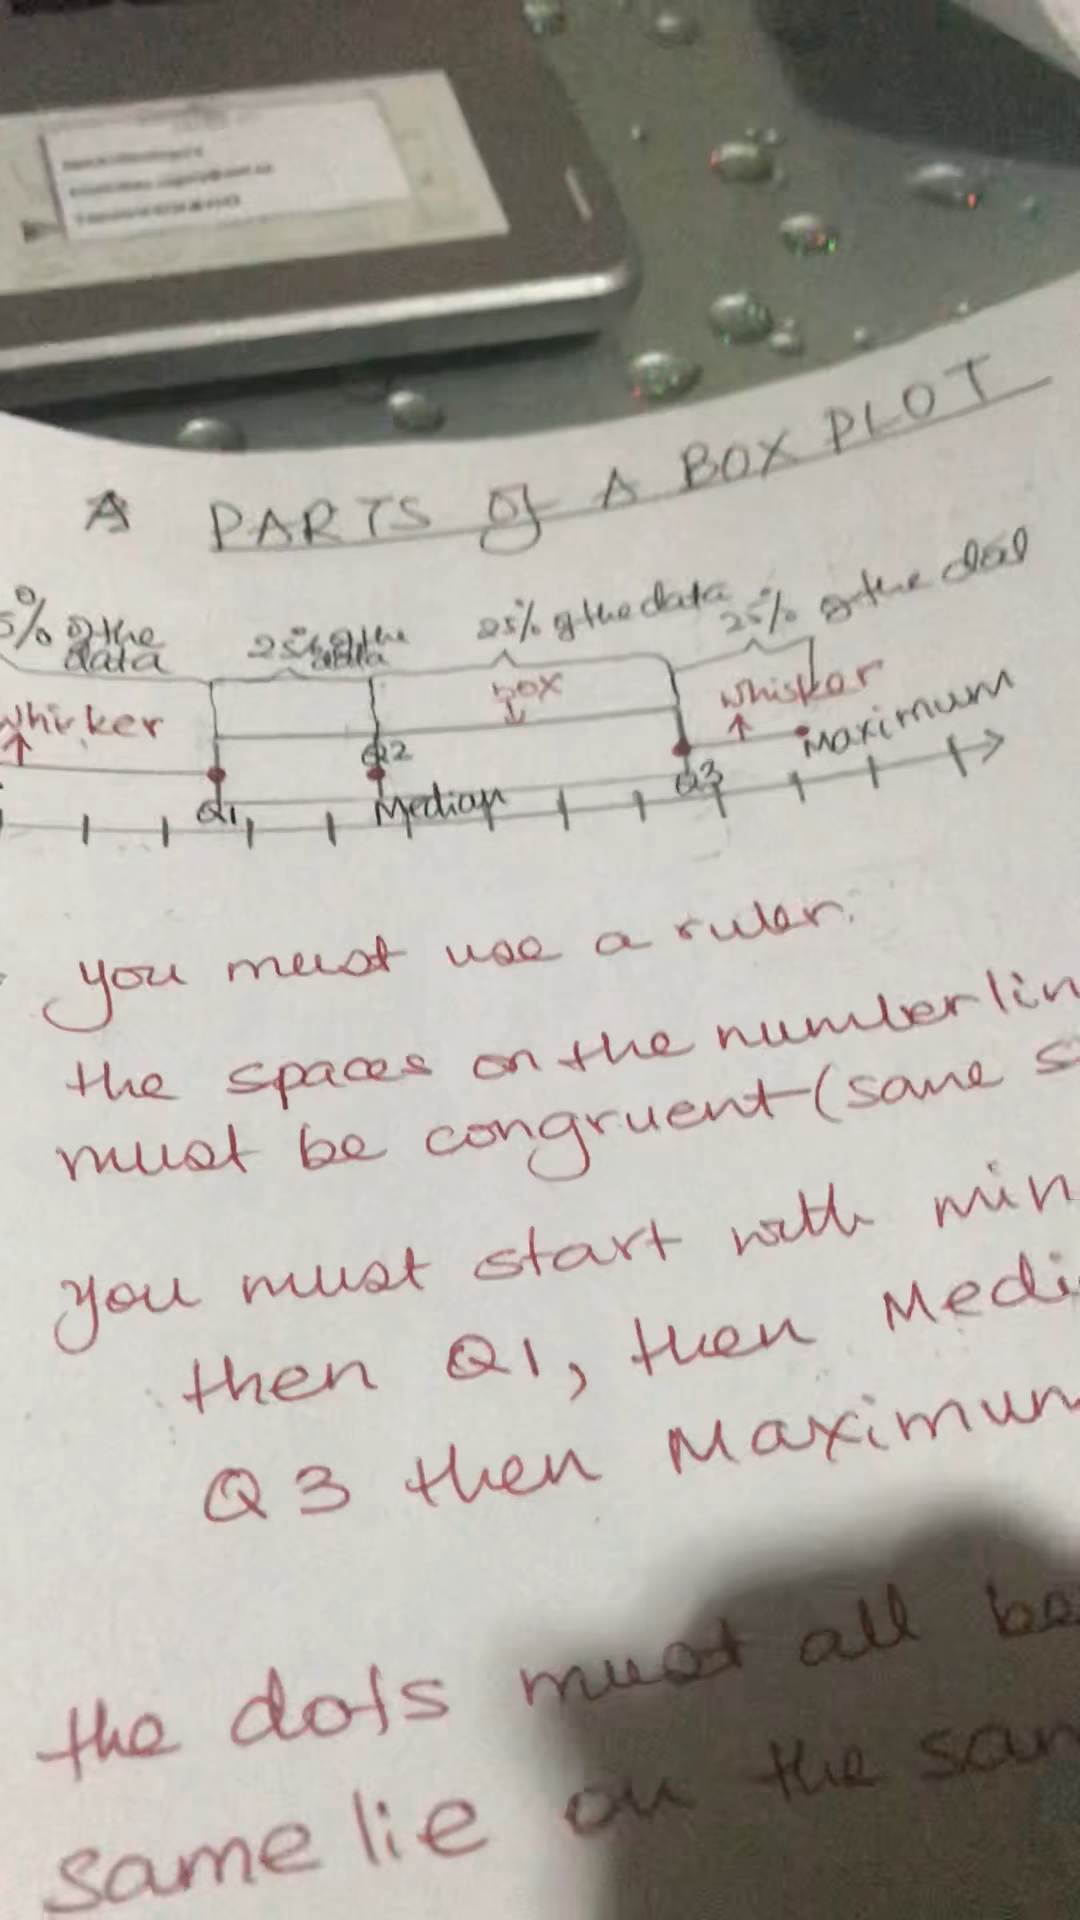 A PARTS of A BOX PLOT
5% of the data
25% of the data
25% of the data
25% of the
whisker
box
whisker
Maximum
Q1
Q2
Median
Q3
you must use a ruler.
the spaces on the number lin
must be congruent (same s
you must start with min
then Q1, then Medi
Q3 then Maximum
the dots must all be
same lie on the sam